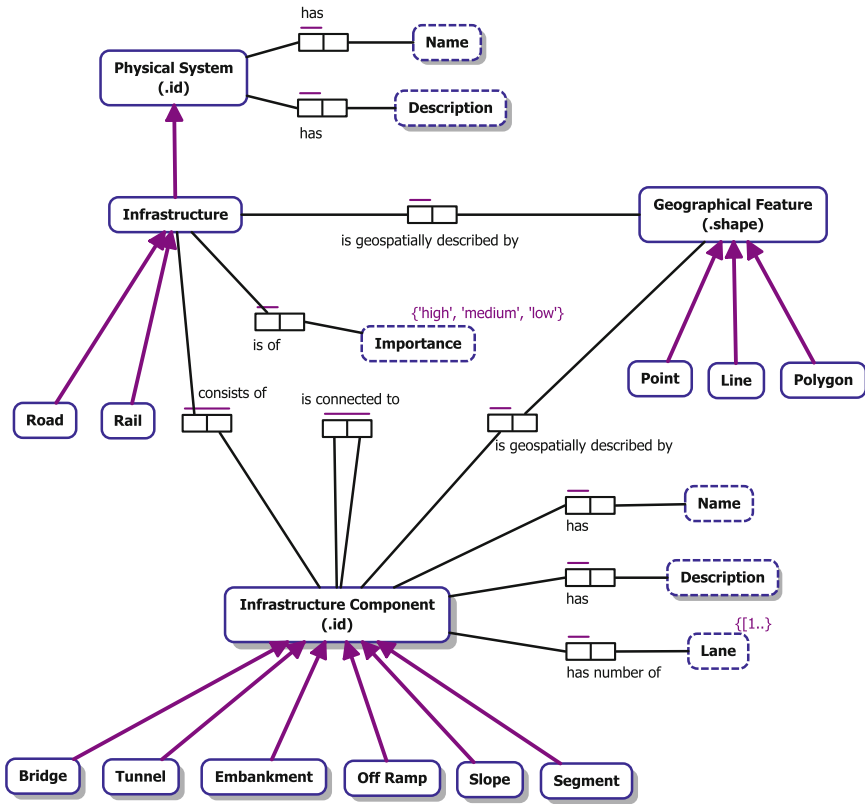 has
Name
Physical System
(.id)
Description
has
Infrastructure
Geographical Feature
(.shape)
is geospatially described by
{'high', 'medium', 'low'}
is of
Importance
Point
Line
Polygon
consists of
is connected to
Road
Rail
is geospatially described by
Name
has
Description
has
Infrastructure Component
(.id)
{[1..}
Lane
has number of
Bridge
Tunnel
Embankment
Off Ramp
Slope
Segment